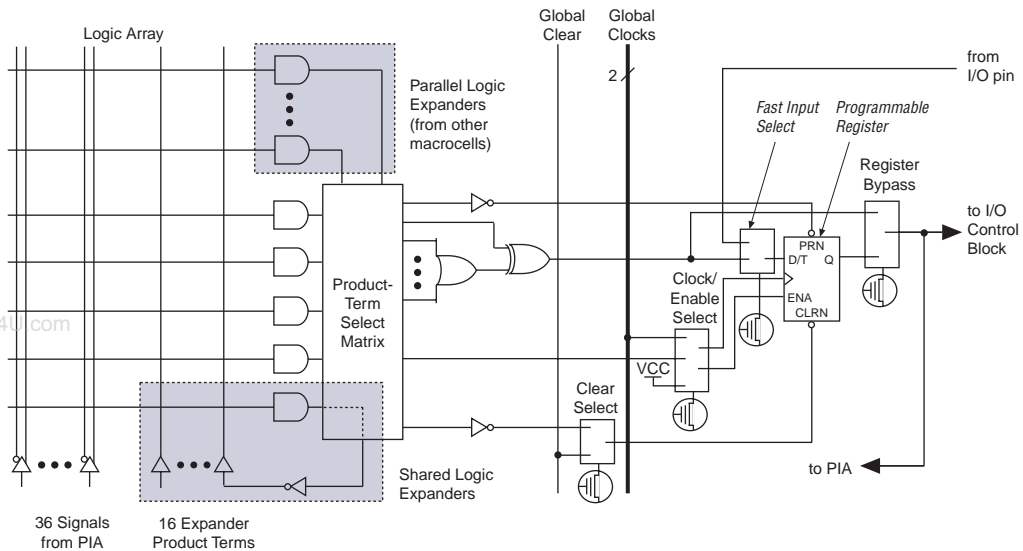 Global
Clear
Global
Clocks
Logic Array
2
from
I/O pin
Parallel Logic
Expanders
(from other
macrocells)
Fast Input
Select
Programmable
Register
Register
Bypass
to I/O
Control
Block
PRN
D/T
Q
Clock/
Enable
Select
ENA
CLRN
Product-
Term
Select
Matrix
4U.com
VCC
Clear
Select
Shared Logic
Expanders
to PIA
36 Signals
from PIA
16 Expander
Product Terms